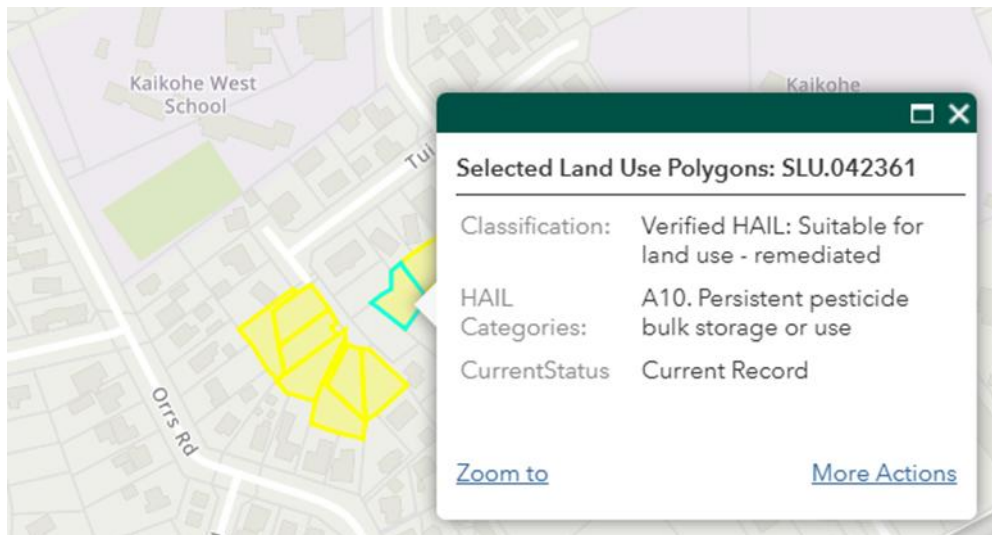 Kaikohe West
School
Kaikohe
Tui
Orrs Rd
Selected Land Use Polygons: SLU.042361
Classification: Verified HAIL: Suitable for
land use - remediated
HAIL A10. Persistent pesticide
Categories: bulk storage or use
CurrentStatus Current Record
Zoom to More Actions